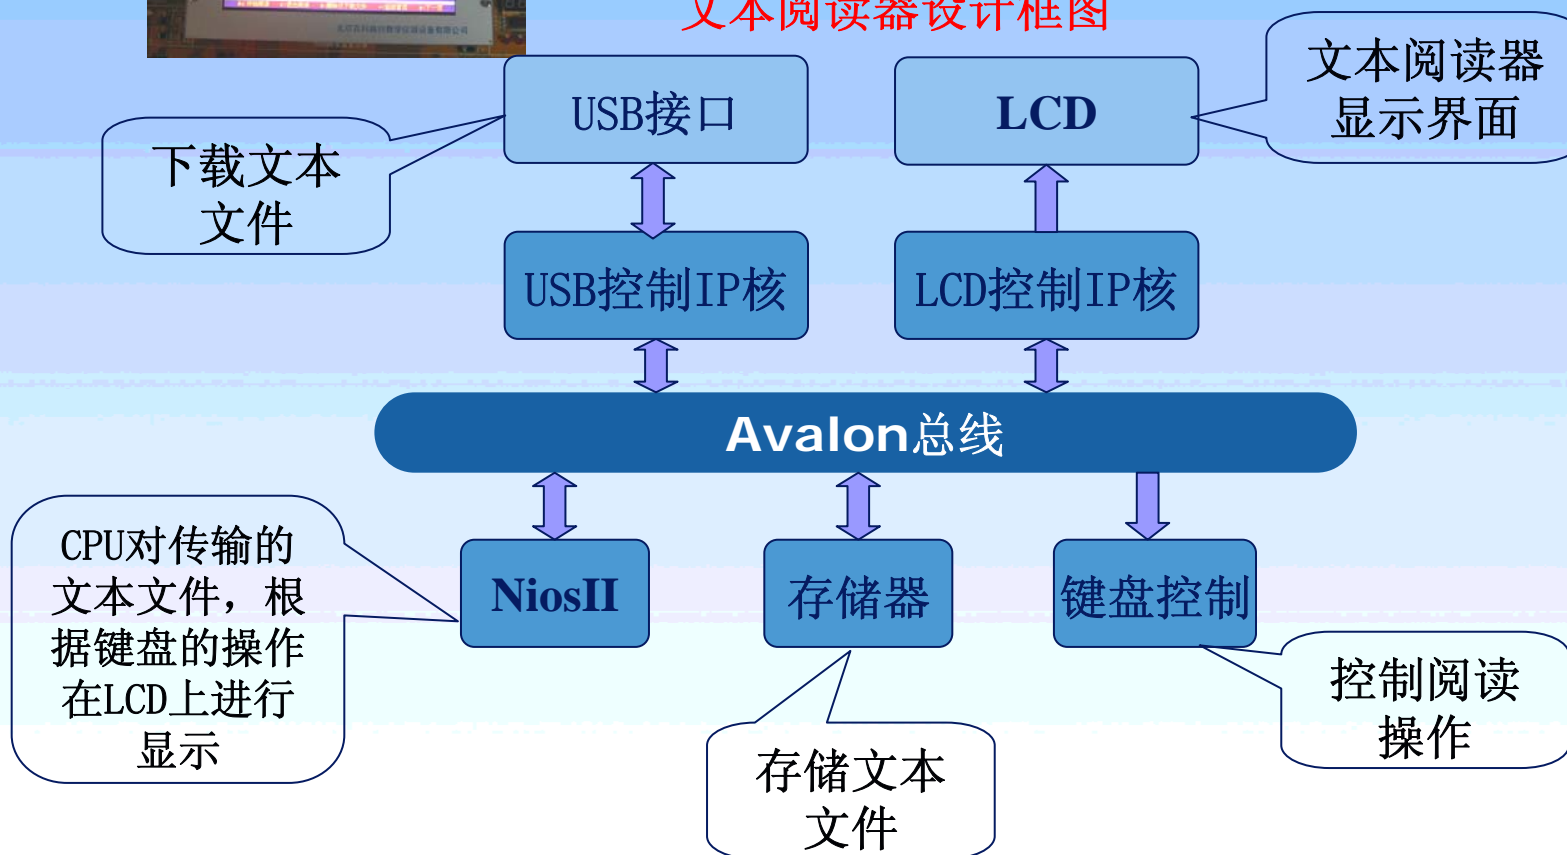 文本阅读器设计框图
USB接口
LCD
文本阅读器
显示界面
下载文本
文件
USB控制IP核
LCD控制IP核
Avalon总线
CPU对传输的
文本文件，根
据键盘的操作
在LCD上进行
显示
NiosII
存储器
键盘控制
控制阅读
操作
存储文本
文件